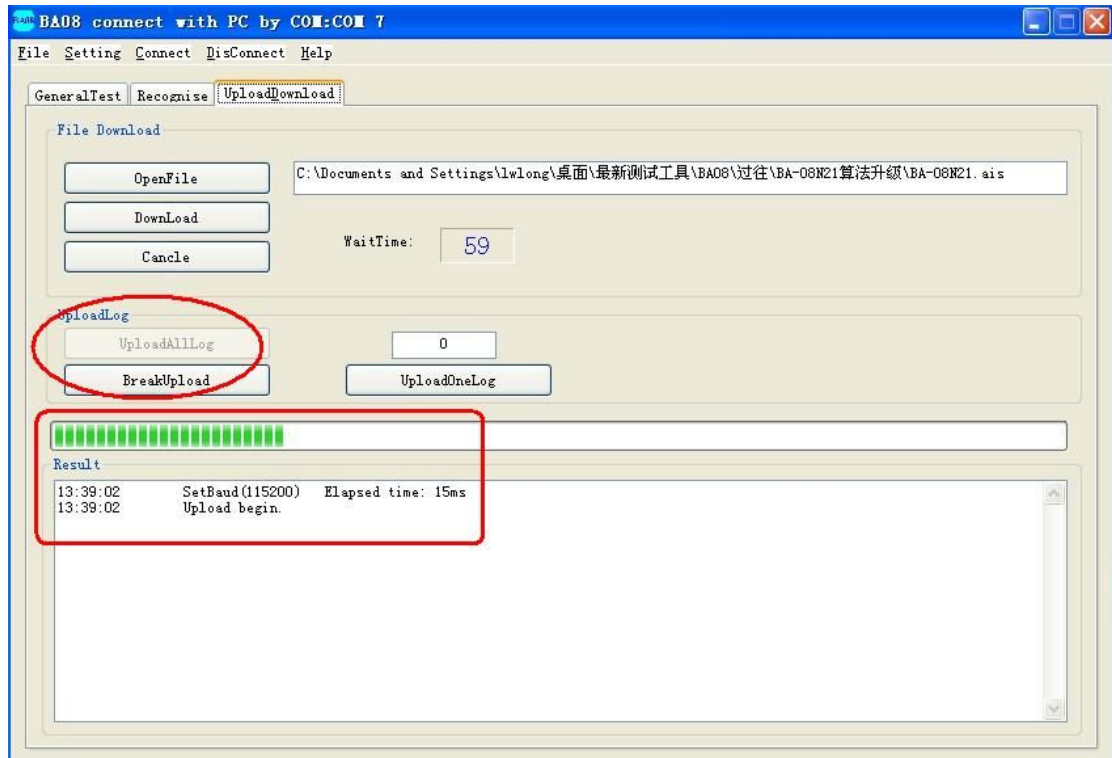 BA08 BA08 connect with PC by COM:COM 7
File Setting Connect DisConnect Help
GeneralTest Recognise UploadDownload
File Download
OpenFile C:\Documents and Settings\lwlong\桌面\最新测试工具\BA08\过往\BA-08N21算法升级\BA-08N21.ais
DownLoad
WaitTime: 59
Cancle
UploadLog
UploadAllLog 0
BreakUpload UploadOneLog
Result
13:39:02 SetBaud(115200) Elapsed time: 15ms
13:39:02 Upload begin.